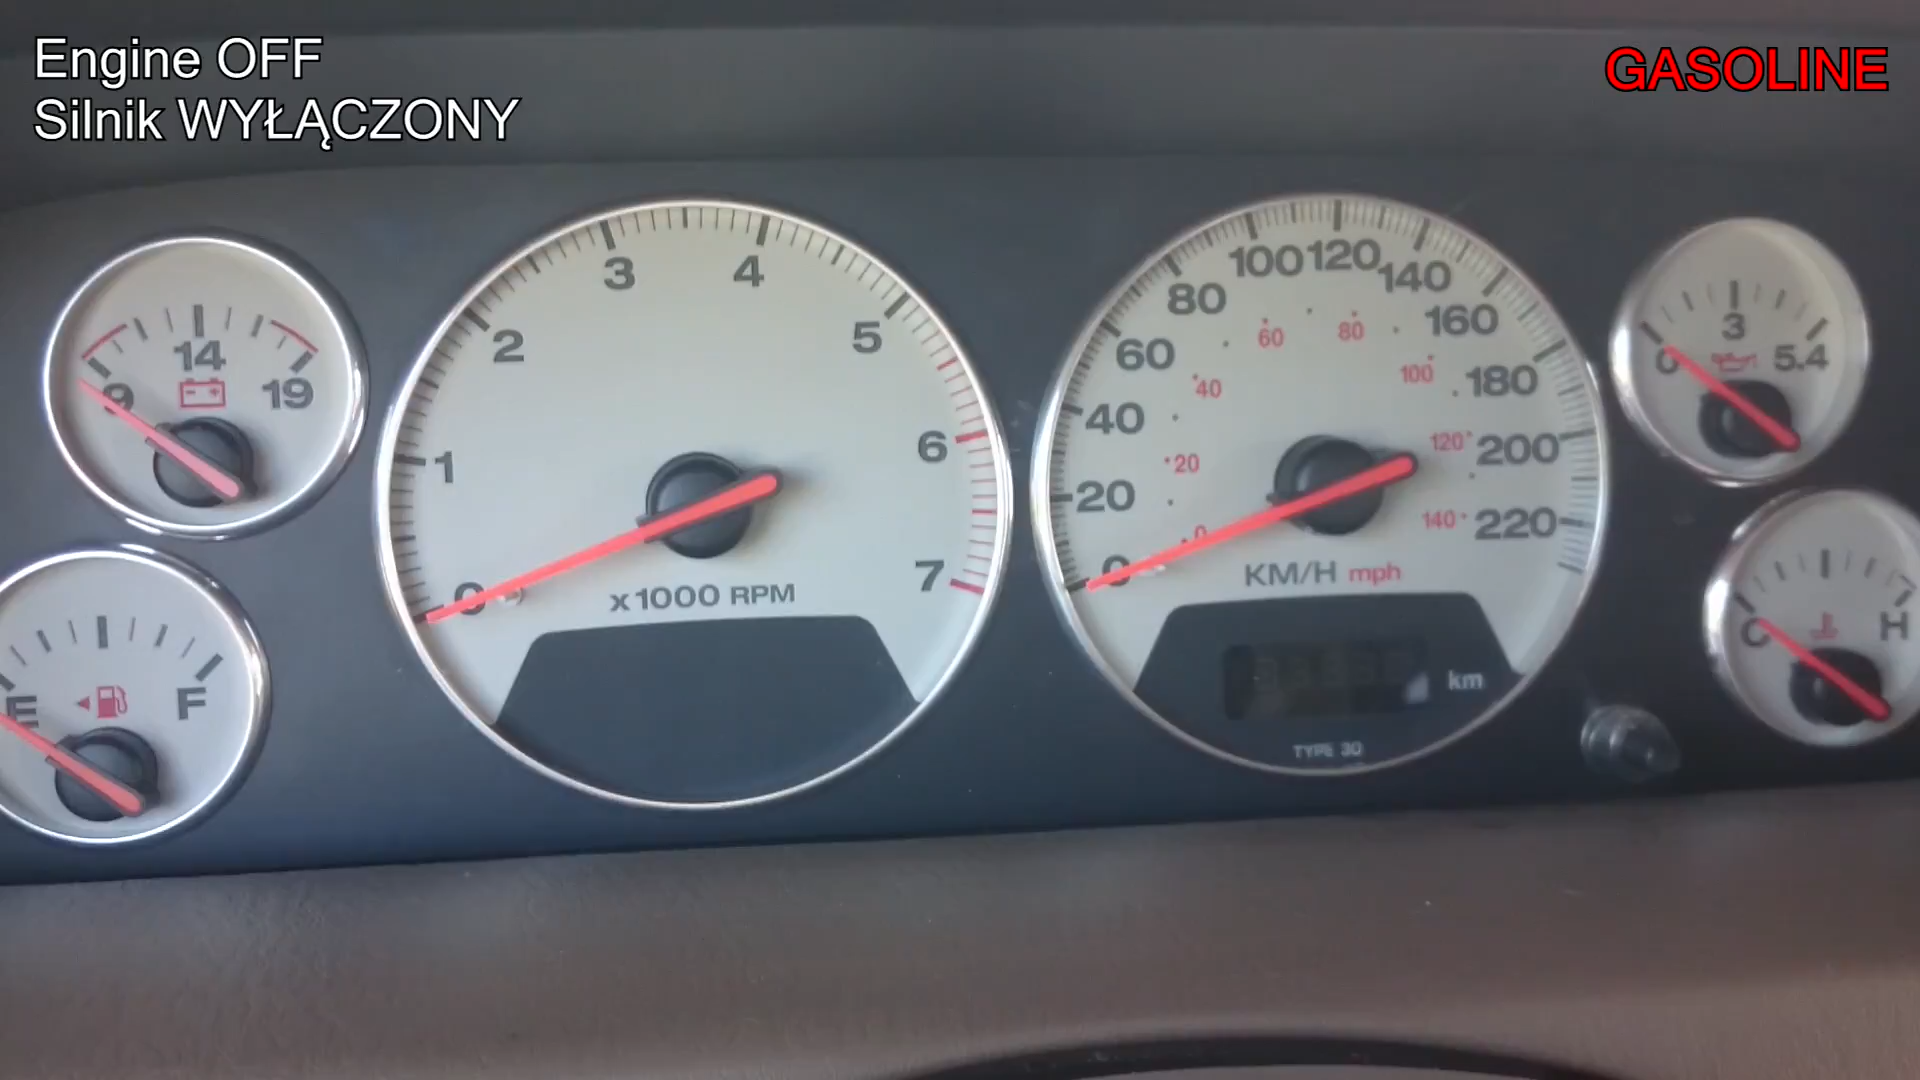 Engine OFF
Silnik WYŁĄCZONY
GASOLINE
9 14 19
E F
0 1 2 3 4 5 6 7
x1000 RPM
0 20 40 60 80 100 120 140 160 180 200 220
0 20 40 60 80 100 120 140
KM/H mph
km
TYPE 30
0 3 5.4
C H